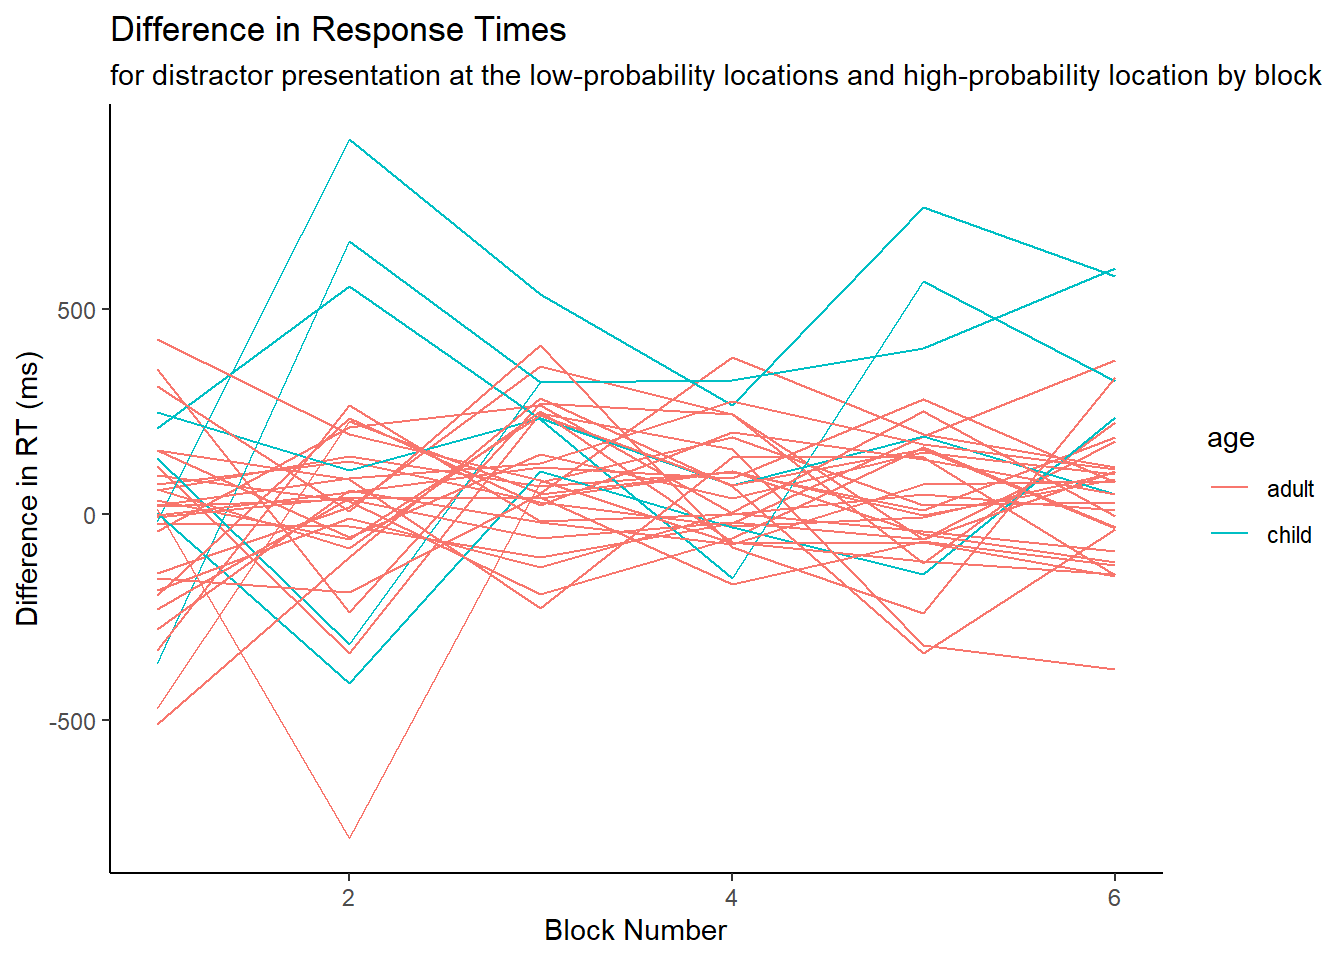 Difference in Response Times
for distractor presentation at the low-probability locations and high-probability location by block
Difference in RT (ms)
500
0
-500
2
4
6
Block Number
age
adult
child